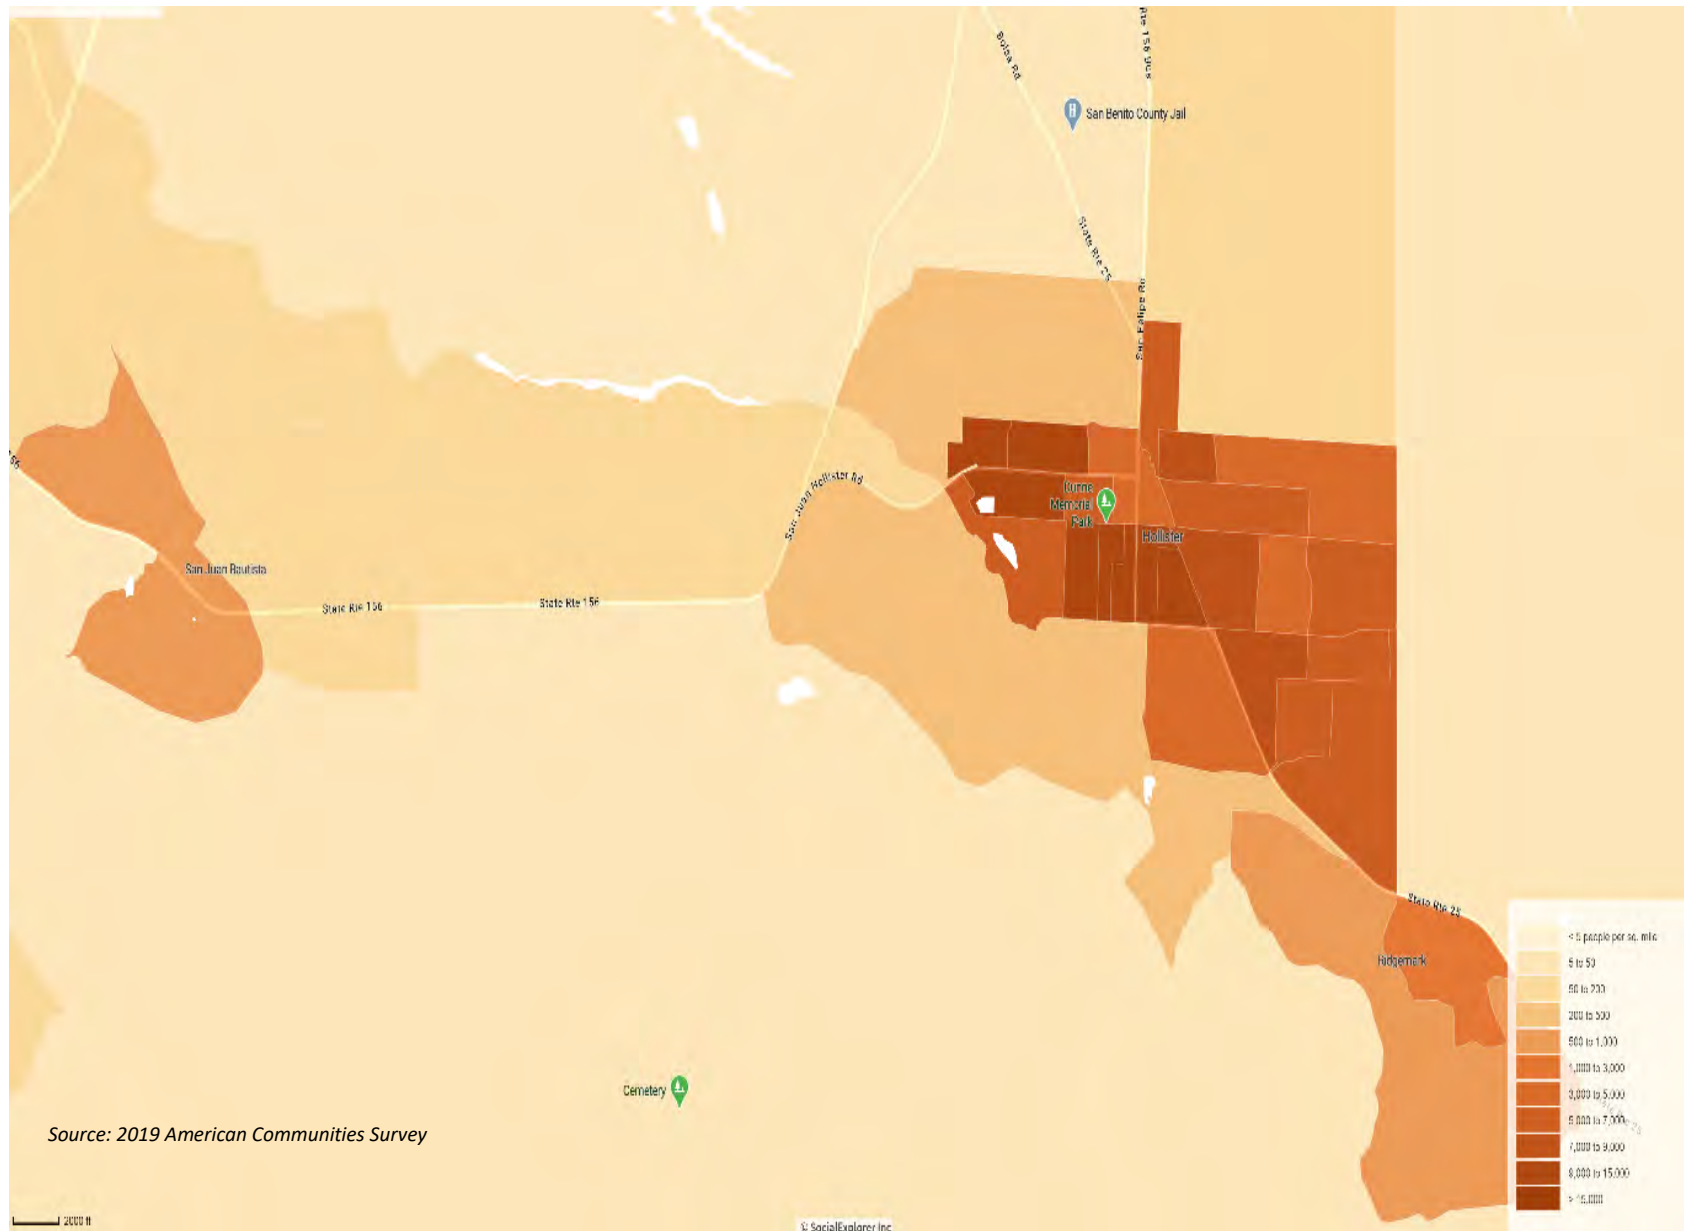 Bolsa Rd
Rte 156 Bus
San Benito County Jail
State Rte 25
San Felipe Rd
156
San Juan Hollister Rd
Dunne
Memorial
Park
Hollister
San Juan Bautista
State Rte 156
State Rte 156
State Rte 25
Ridgemark
Cemetery
Source: 2019 American Communities Survey
< 5 people per sq. mile
5 to 50
50 to 200
200 to 500
500 to 1,000
1,000 to 3,000
3,000 to 5,000
5,000 to 7,000
7,000 to 9,000
9,000 to 15,000
> 15,000
2000 ft
© SocialExplorer Inc